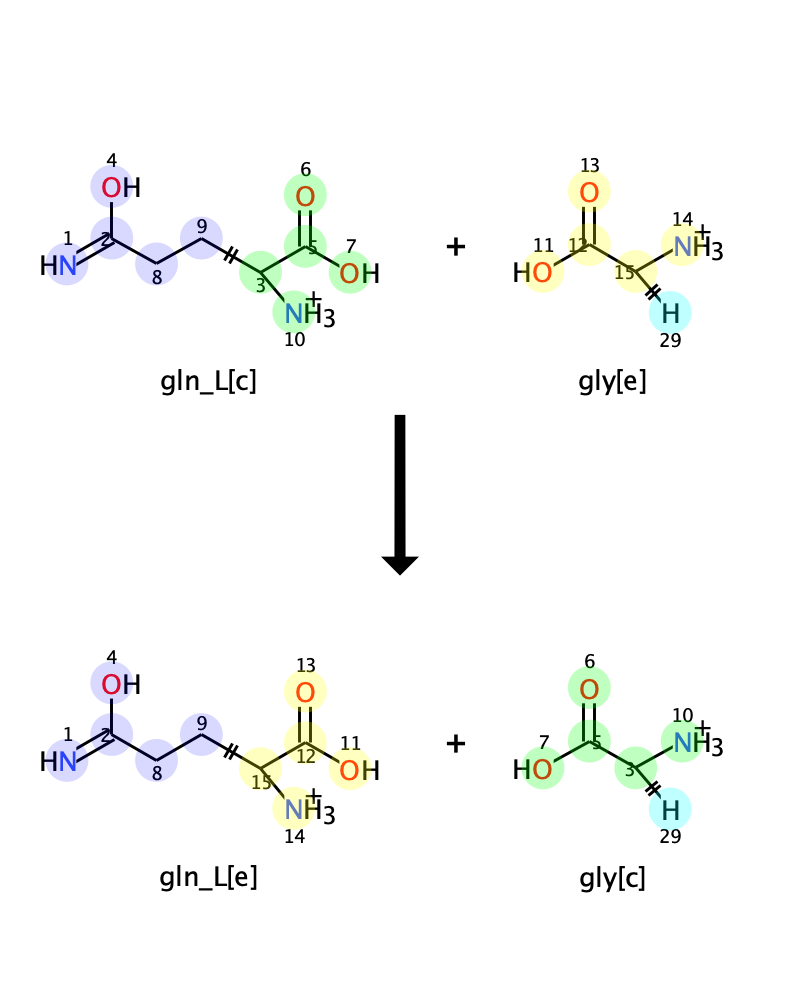 4 6 13
OH O O
1 2 9 5 7 11 12 14
HN 8 3 OH + HO 15 NH3+
NH3+ H
10 29
gln_L[c] gly[e]
4 13 6
OH O O
1 2 9 12 11 7 5 10
HN 8 15 OH + HO 3 NH3+
NH3+ H
14 29
gln_L[e] gly[c]